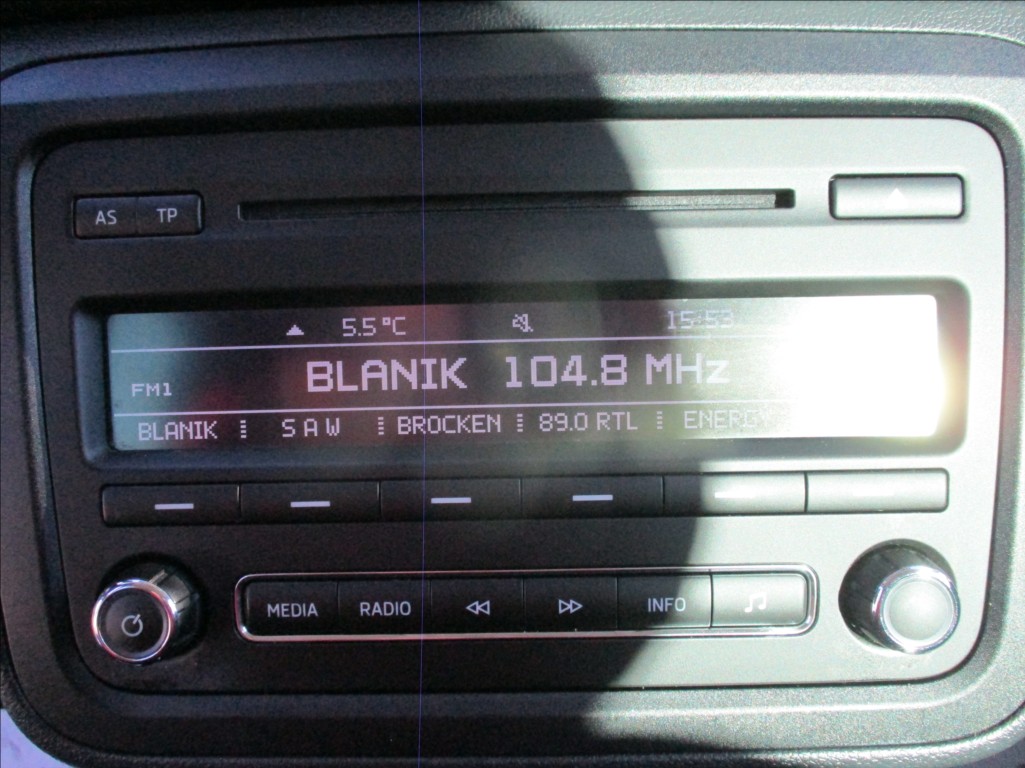 AS TP
5.5°C 15:53
BLANIK 104.8 MHz
FM1
BLANIK S A W BROCKEN 89.0 RTL ENERGY
MEDIA RADIO INFO